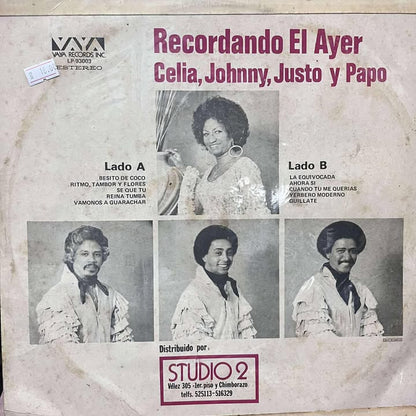 VAYA
VAYA RECORDS INC
LP-93003
ESTEREO
Recordando El Ayer
Celia, Johnny, Justo y Papo
Lado A
BESITO DE COCO
RITMO, TAMBOR Y FLORES
SE QUE TU
REINA TUMBA
VAMONOS A GUARACHAR
Lado B
LA EQUIVOCADA
AHORA SI
CUANDO TU ME QUERIAS
YERBERO MODERNO
GUILLATE
Distribuido por:
STUDIO 2
Vélez 305 -1er. piso y Chimborazo
telfs. 525113-516329